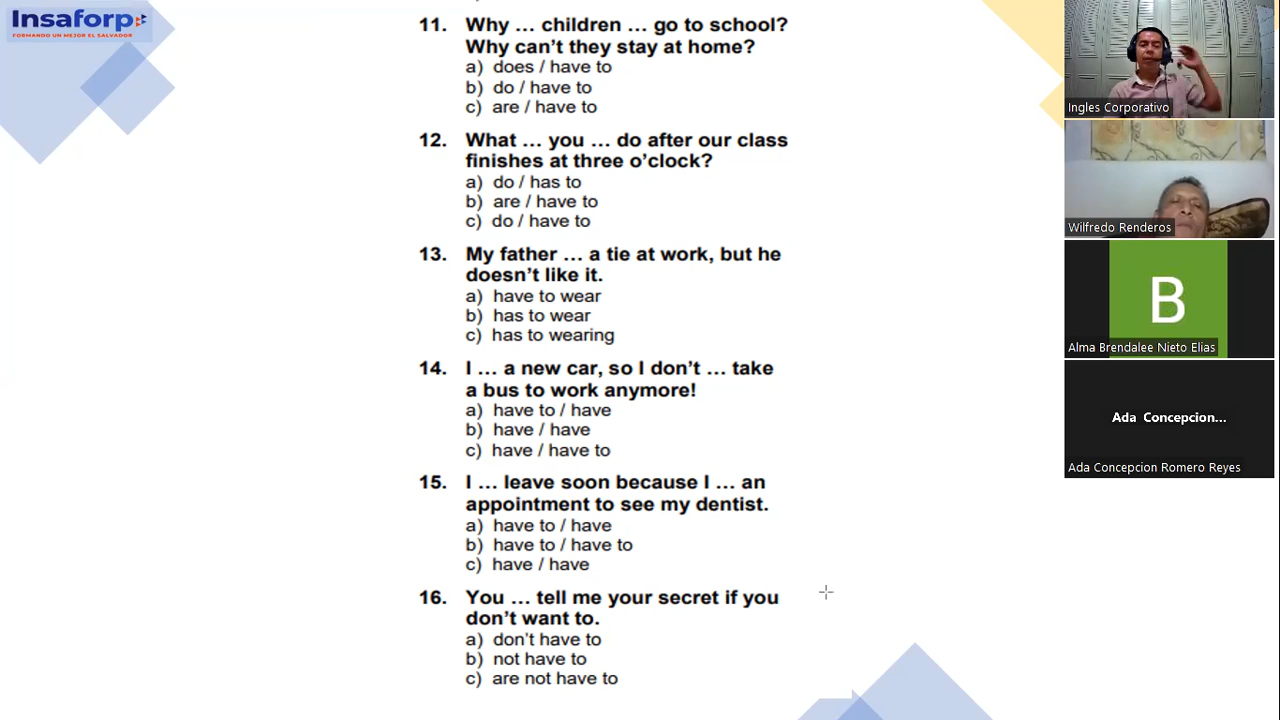 Insaforp
FORMANDO UN MEJOR EL SALVADOR
11. Why ... children ... go to school?
Why can't they stay at home?
a) does / have to
b) do / have to
c) are / have to
12. What ... you ... do after our class
finishes at three o'clock?
a) do / has to
b) are / have to
c) do / have to
13. My father ... a tie at work, but he
doesn't like it.
a) have to wear
b) has to wear
c) has to wearing
14. I ... a new car, so I don't ... take
a bus to work anymore!
a) have to / have
b) have / have
c) have / have to
15. I ... leave soon because I ... an
appointment to see my dentist.
a) have to / have
b) have to / have to
c) have / have
16. You ... tell me your secret if you
don't want to.
a) don't have to
b) not have to
c) are not have to
Ingles Corporativo
Wilfredo Renderos
B
Alma Brendalee Nieto Elias
Ada Concepcion...
Ada Concepcion Romero Reyes